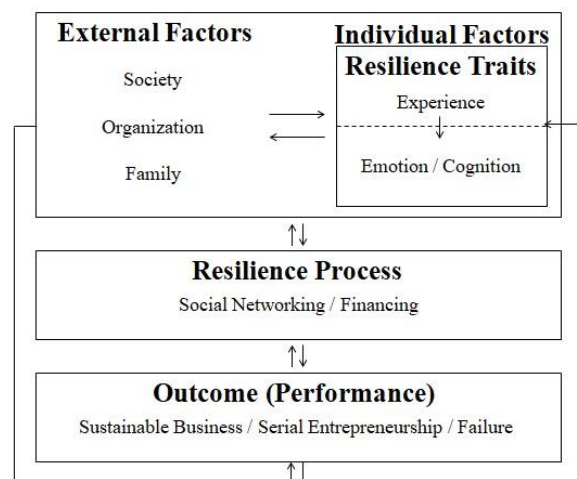 External Factors
Individual Factors
Resilience Traits
Society
Experience
Organization
Family
Emotion / Cognition
Resilience Process
Social Networking / Financing
Outcome (Performance)
Sustainable Business / Serial Entrepreneurship / Failure